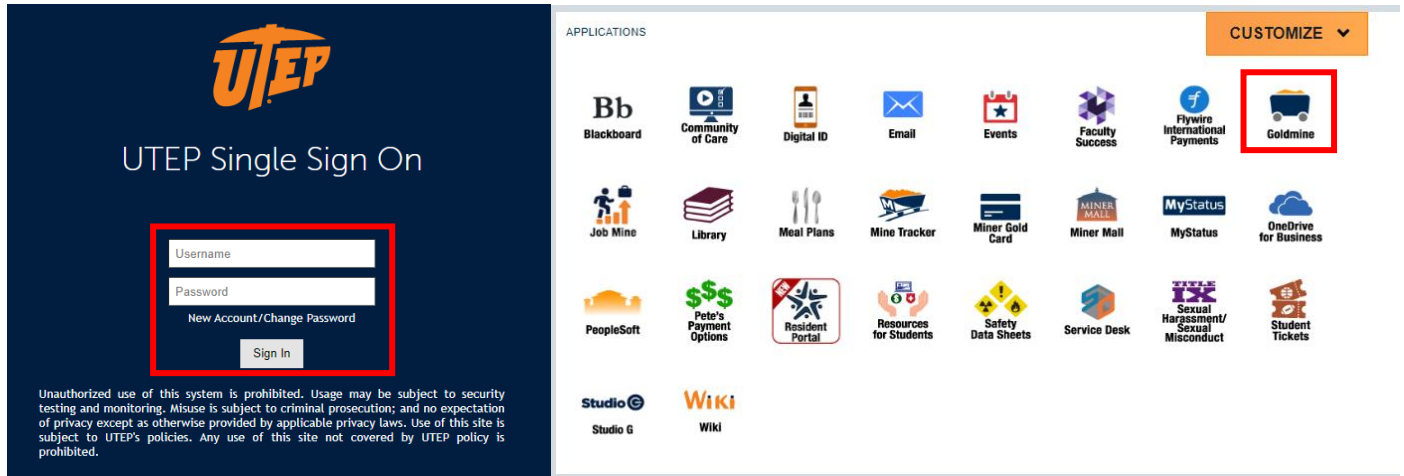 UTEP
UTEP Single Sign On
Username
Password
New Account/Change Password
Sign In
Unauthorized use of this system is prohibited. Usage may be subject to security
testing and monitoring. Misuse is subject to criminal prosecution; and no expectation
of privacy except as otherwise provided by applicable privacy laws. Use of this site is
subject to UTEP's policies. Any use of this site not covered by UTEP policy is
prohibited.
APPLICATIONS
CUSTOMIZE
Bb
Blackboard
Community
of Care
Digital ID
Email
Events
Faculty
Success
Flywire
International
Payments
Goldmine
Job Mine
Library
Meal Plans
M
Mine Tracker
Miner Gold
Card
MINER
MALL
Miner Mall
MyStatus
MyStatus
OneDrive
for Business
PeopleSoft
$$$
Pete's
Payment
Options
NEW
Resident
Portal
Resources
for Students
Safety
Data Sheets
Service Desk
TITLE
IX
Sexual
Harassment/
Sexual
Misconduct
Student
Tickets
Studio G
Studio G
Wiki
Wiki